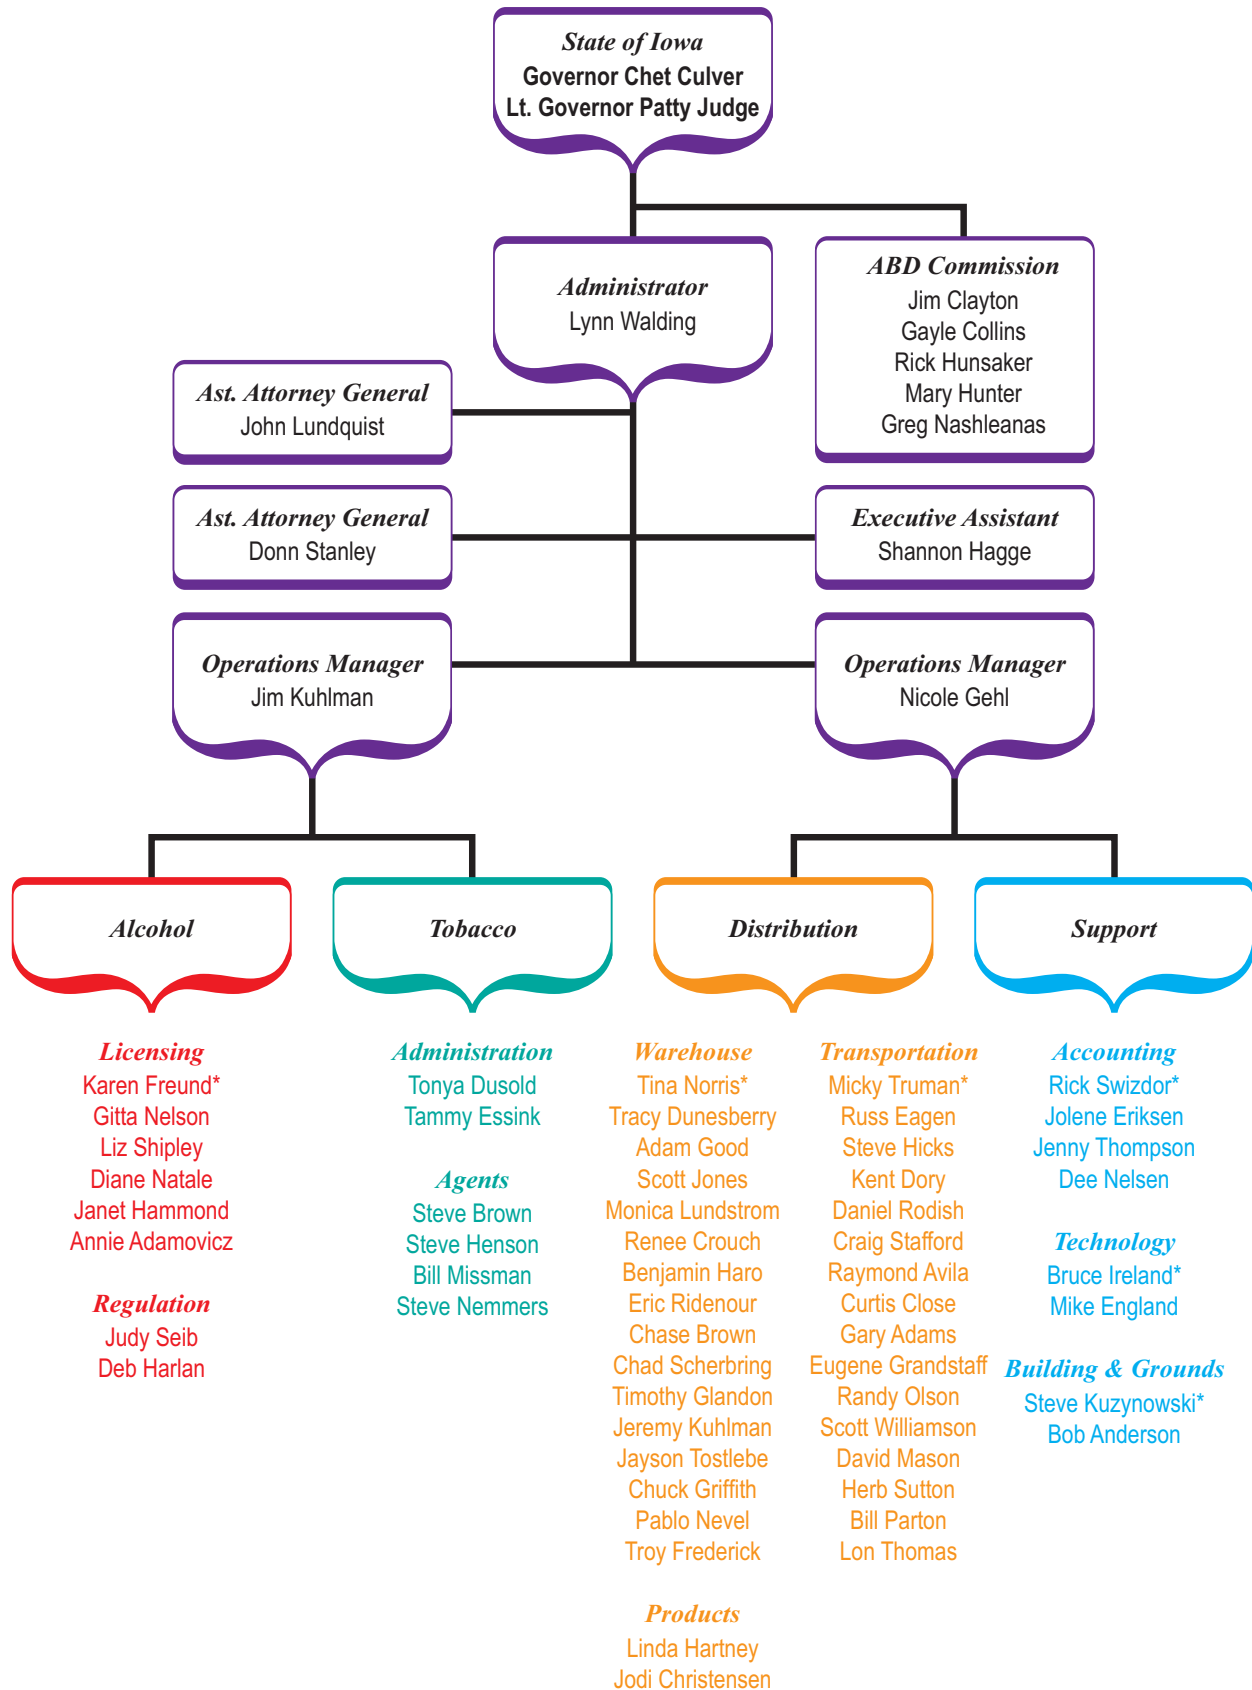 State of Iowa
Governor Chet Culver
Lt. Governor Patty Judge
Administrator
Lynn Walding
ABD Commission
Jim Clayton
Gayle Collins
Rick Hunsaker
Mary Hunter
Greg Nashleanas
Ast. Attorney General
John Lundquist
Ast. Attorney General
Donn Stanley
Executive Assistant
Shannon Hagge
Operations Manager
Jim Kuhlman
Operations Manager
Nicole Gehl
Alcohol
Tobacco
Distribution
Support
Licensing
Karen Freund*
Gitta Nelson
Liz Shipley
Diane Natale
Janet Hammond
Annie Adamovicz
Regulation
Judy Seib
Deb Harlan
Administration
Tonya Dusold
Tammy Essink
Agents
Steve Brown
Steve Henson
Bill Missman
Steve Nemmers
Warehouse
Tina Norris*
Tracy Dunesberry
Adam Good
Scott Jones
Monica Lundstrom
Renee Crouch
Benjamin Haro
Eric Ridenour
Chase Brown
Chad Scherbring
Timothy Glandon
Jeremy Kuhlman
Jayson Tostlebe
Chuck Griffith
Pablo Nevel
Troy Frederick
Products
Linda Hartney
Jodi Christensen
Transportation
Micky Truman*
Russ Eagen
Steve Hicks
Kent Dory
Daniel Rodish
Craig Stafford
Raymond Avila
Curtis Close
Gary Adams
Eugene Grandstaff
Randy Olson
Scott Williamson
David Mason
Herb Sutton
Bill Parton
Lon Thomas
Accounting
Rick Swizdor*
Jolene Eriksen
Jenny Thompson
Dee Nelsen
Technology
Bruce Ireland*
Mike England
Building & Grounds
Steve Kuzynowski*
Bob Anderson